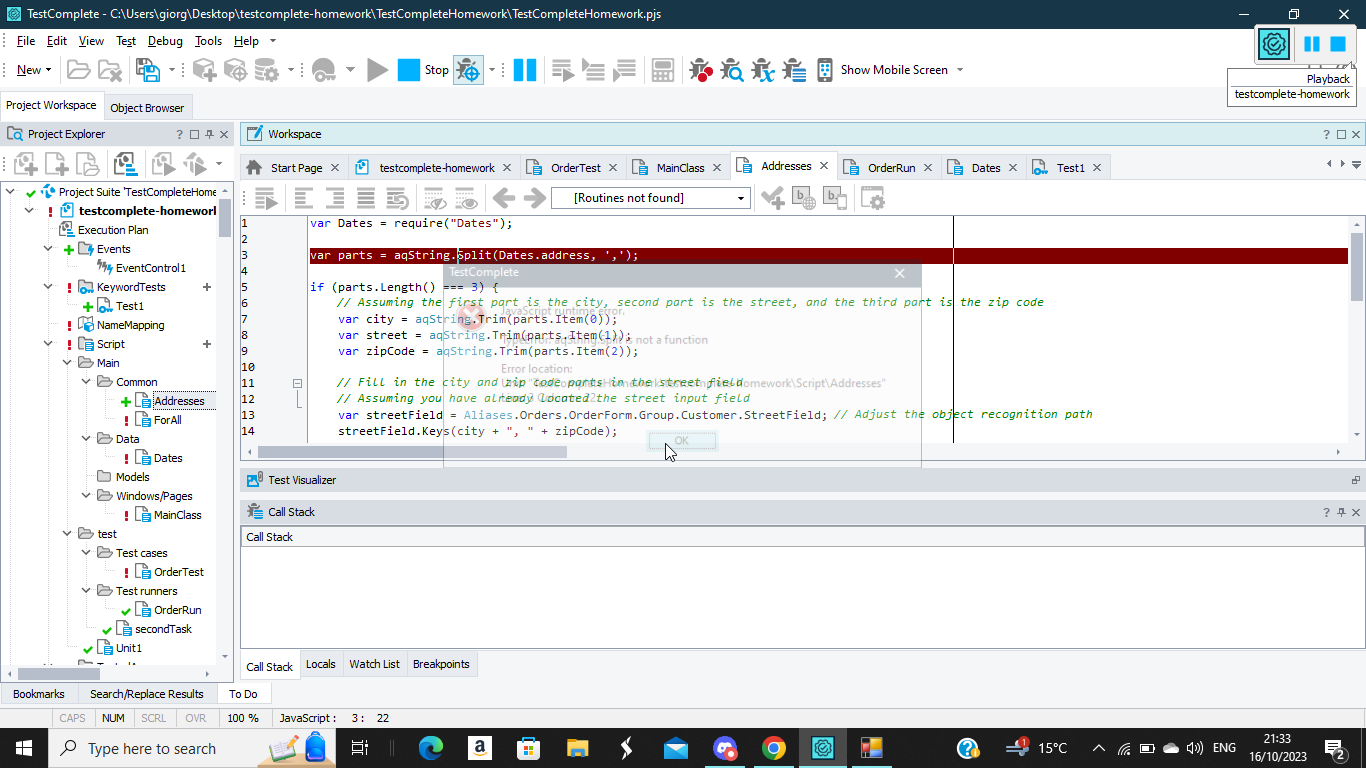 TestComplete - C:\Users\giorg\Desktop\testcomplete-homework\TestCompleteHomework\TestCompleteHomework.pjs
File Edit View Test Debug Tools Help
New Stop Show Mobile Screen
Playback
testcomplete-homework
Project Workspace Object Browser
Project Explorer
Workspace
Start Page testcomplete-homework OrderTest MainClass Addresses OrderRun Dates Test1
[Routines not found]
Project Suite 'TestCompleteHome
testcomplete-homework
Execution Plan
Events
EventControl1
KeywordTests
Test1
NameMapping
Script
Main
Common
Addresses
ForAll
Data
Dates
Models
Windows/Pages
MainClass
test
Test cases
OrderTest
Test runners
OrderRun
secondTask
Unit1
1 var Dates = require("Dates");
2
3 var parts = aqString.Split(Dates.address, ',');
4
5 if (parts.Length() === 3) {
6 // Assuming the first part is the city, second part is the street, and the third part is the zip code
7 var city = aqString.Trim(parts.Item(0));
8 var street = aqString.Trim(parts.Item(1));
9 var zipCode = aqString.Trim(parts.Item(2));
10
11 // Fill in the city and zip code parts in the street field
12 // Assuming you have already located the street input field
13 var streetField = Aliases.Orders.OrderForm.Group.Customer.StreetField; // Adjust the object recognition path
14 streetField.Keys(city + ", " + zipCode);
TestComplete
JavaScript runtime error.
TypeError: aqString.Split is not a function
Error location:
OK
Test Visualizer
Call Stack
Call Stack
Call Stack Locals Watch List Breakpoints
Bookmarks Search/Replace Results To Do
CAPS NUM SCRL OVR 100 % JavaScript : 3 : 22
Type here to search
15°C ENG 21:33
16/10/2023
2